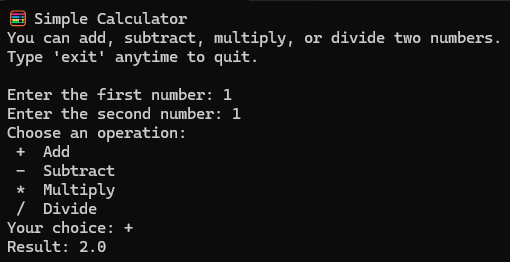 🧮 Simple Calculator
You can add, subtract, multiply, or divide two numbers.
Type 'exit' anytime to quit.

Enter the first number: 1
Enter the second number: 1
Choose an operation:
 +  Add
 -  Subtract
 *  Multiply
 /  Divide
Your choice: +
Result: 2.0